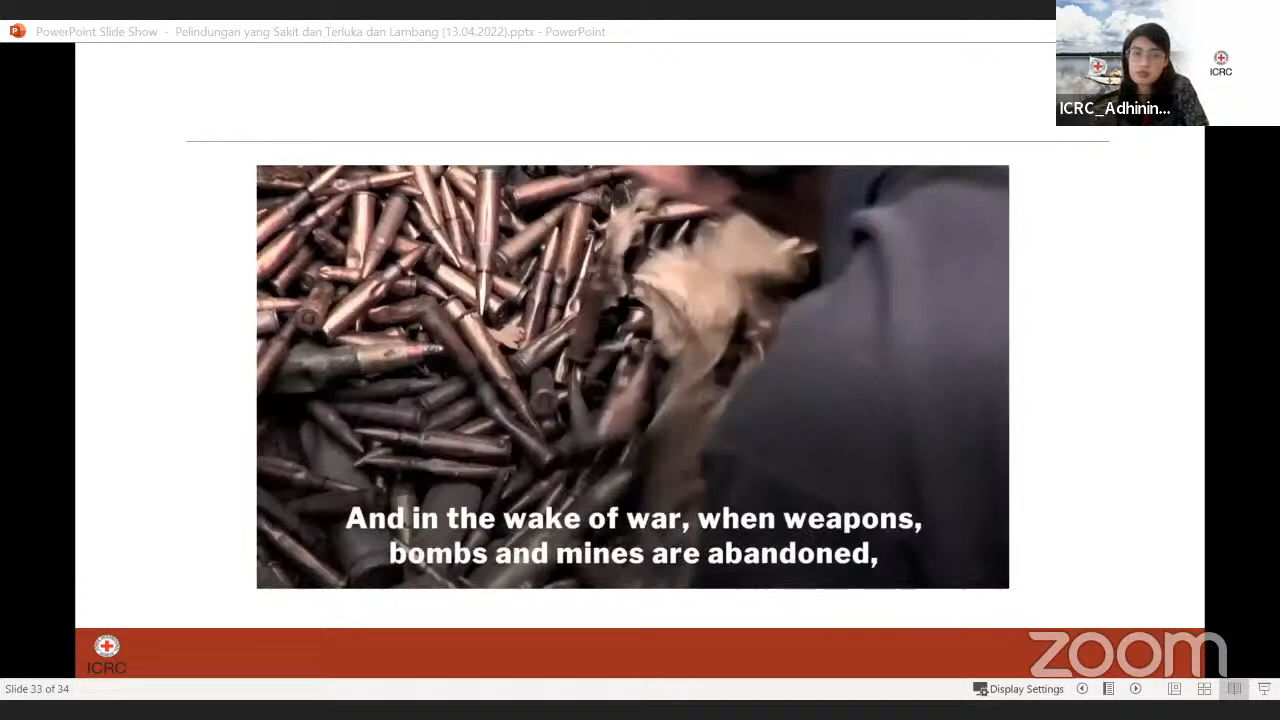 PowerPoint Slide Show - Pelindungan yang Sakit dan Terluka dan Lambang (13.04.2022).pptx - PowerPoint
ICRC
ICRC_Adhinin...
And in the wake of war, when weapons,
bombs and mines are abandoned,
ICRC
zoom
Slide 33 of 34
Display Settings